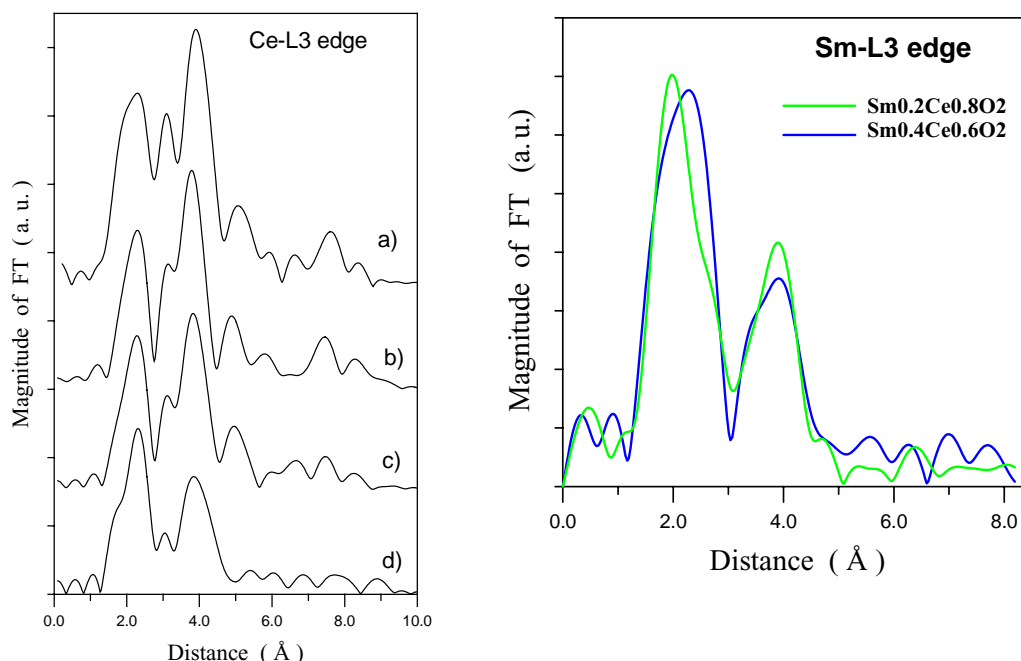 Ce-L3 edge
a)
b)
c)
d)
Magnitude of FT ( a. u. )
0.0 2.0 4.0 6.0 8.0 10.0
Distance ( Å )
Sm-L3 edge
Sm0.2Ce0.8O2
Sm0.4Ce0.6O2
Magnitude of FT (a. u.)
0.0 2.0 4.0 6.0 8.0
Distance ( Å )